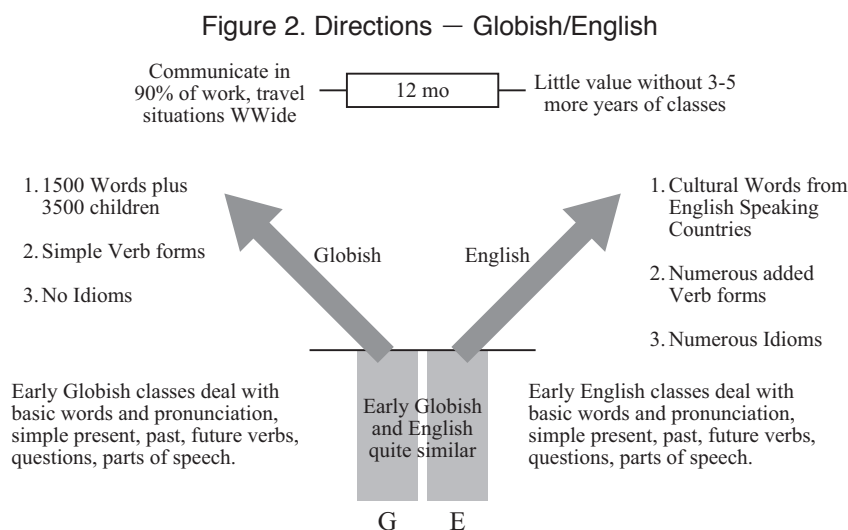 Figure 2. Directions — Globish/English
Communicate in
90% of work, travel
situations WWide
12 mo
Little value without 3-5
more years of classes
1. 1500 Words plus
3500 children
2. Simple Verb forms
3. No Idioms
Globish
English
1. Cultural Words from
English Speaking
Countries
2. Numerous added
Verb forms
3. Numerous Idioms
Early Globish classes deal with
basic words and pronunciation,
simple present, past, future verbs,
questions, parts of speech.
Early Globish
and English
quite similar
Early English classes deal with
basic words and pronunciation,
simple present, past, future verbs,
questions, parts of speech.
G
E